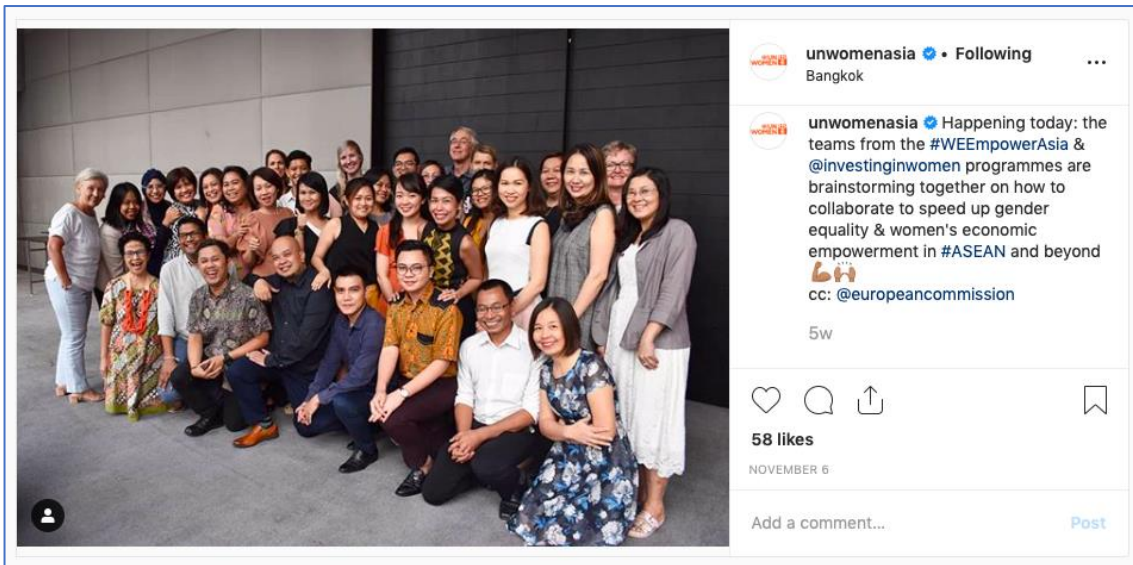 unwomenasia • Following
Bangkok
unwomenasia Happening today: the
teams from the #WEEmpowerAsia &
@investinginwomen programmes are
brainstorming together on how to
collaborate to speed up gender
equality & women's economic
empowerment in #ASEAN and beyond
💪🏽🙌🏽
cc: @europeancommission
5w
58 likes
NOVEMBER 6
Add a comment...
Post